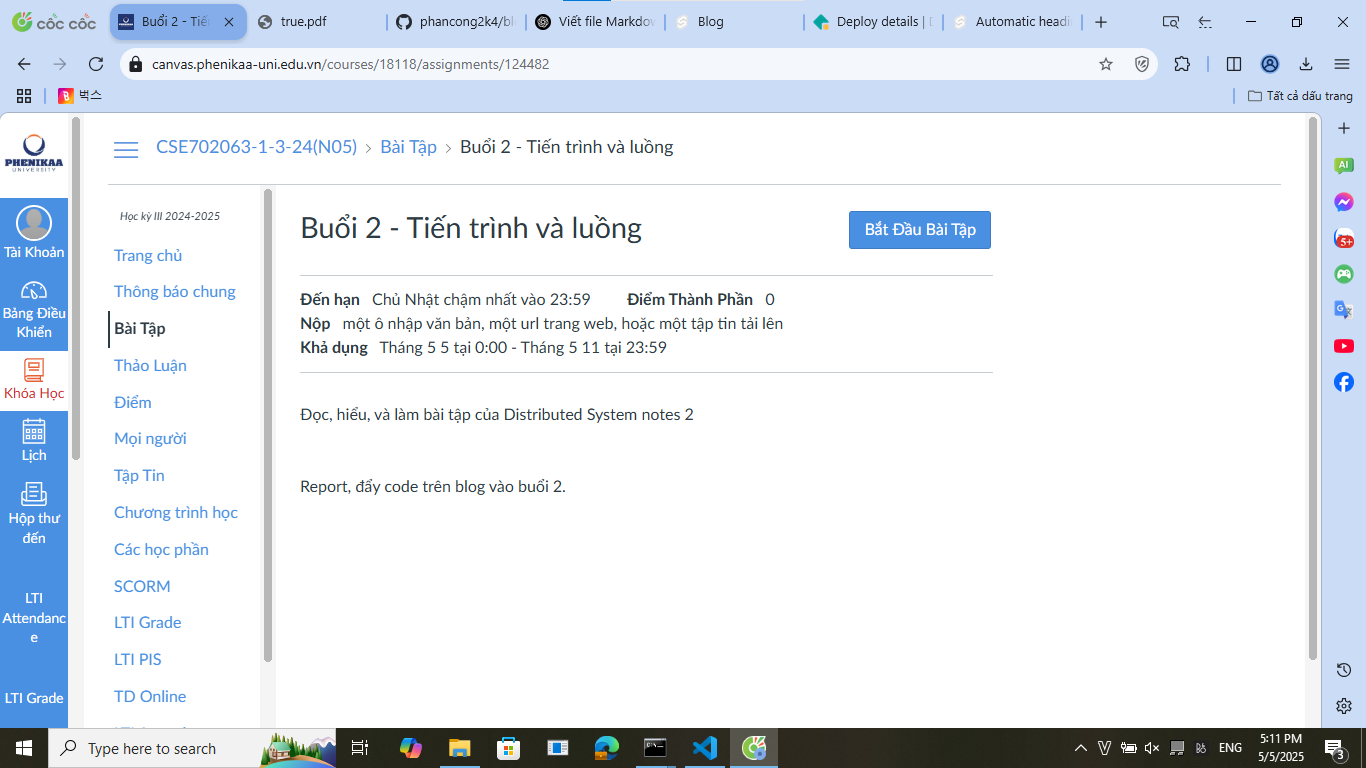 cốc cốc
Buổi 2 - Tiến
true.pdf
phancong2k4/bl
Viết file Markdow
Blog
Deploy details | D
Automatic headi
canvas.phenikaa-uni.edu.vn/courses/18118/assignments/124482
벅스
Tất cả dấu trang
PHENIKAA
UNIVERSITY
Tài Khoản
Bảng Điều
Khiển
Khóa Học
Lịch
Hộp thư
đến
LTI
Attendanc
e
LTI Grade
CSE702063-1-3-24(N05) > Bài Tập > Buổi 2 - Tiến trình và luồng
Học kỳ III 2024-2025
Trang chủ
Thông báo chung
Bài Tập
Thảo Luận
Điểm
Mọi người
Tập Tin
Chương trình học
Các học phần
SCORM
LTI Grade
LTI PIS
TD Online
Buổi 2 - Tiến trình và luồng
Bắt Đầu Bài Tập
Đến hạn Chủ Nhật chậm nhất vào 23:59 Điểm Thành Phần 0
Nộp một ô nhập văn bản, một url trang web, hoặc một tập tin tải lên
Khả dụng Tháng 5 5 tại 0:00 - Tháng 5 11 tại 23:59
Đọc, hiểu, và làm bài tập của Distributed System notes 2
Report, đẩy code trên blog vào buổi 2.
AI
5+
Type here to search
ENG
5:11 PM
5/5/2025
3